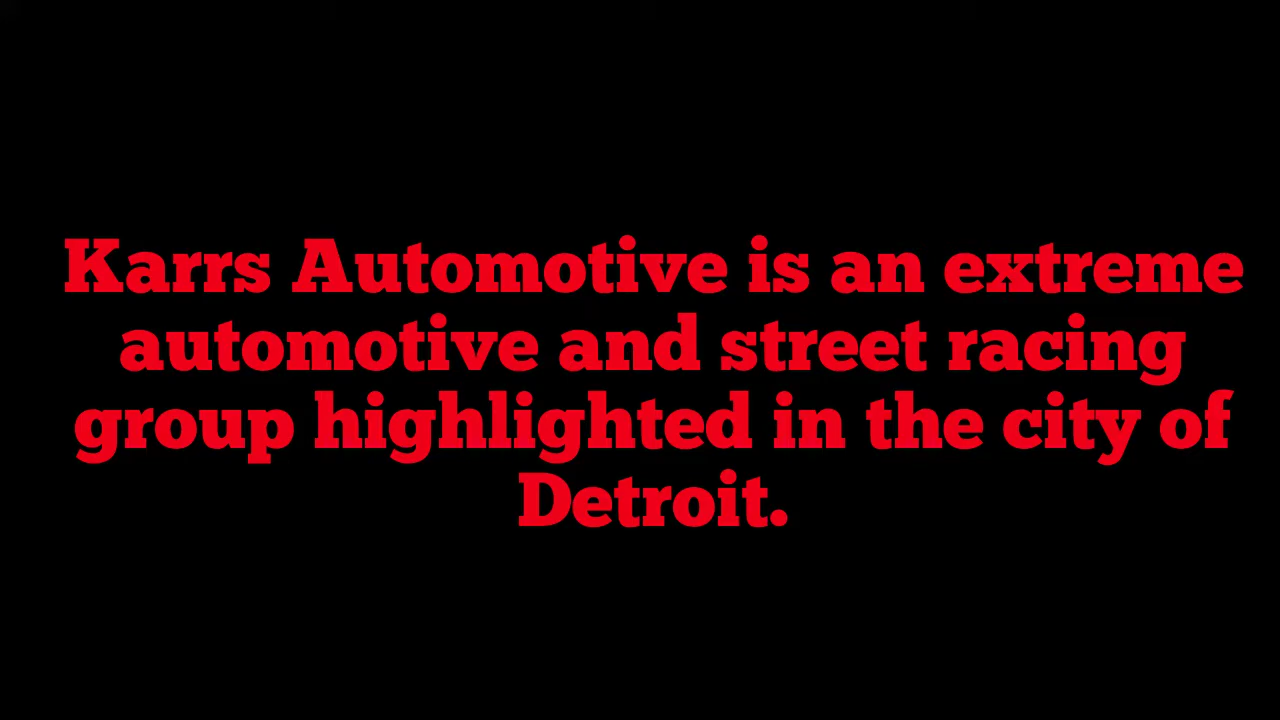 Karrs Automotive is an extreme
automotive and street racing
group highlighted in the city of
Detroit.